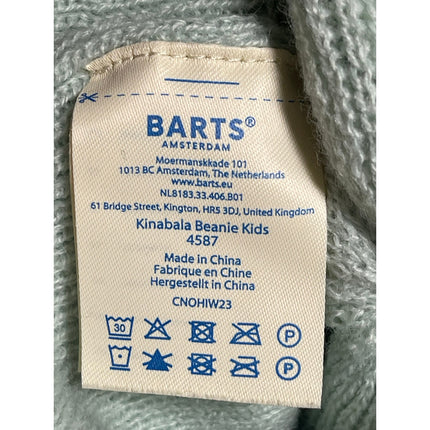 BARTS®
AMSTERDAM
Moermanskkade 101
1013 BC Amsterdam, The Netherlands
www.barts.eu
NL8183.33.406.B01
61 Bridge Street, Kington, HR5 3DJ, United Kingdom
Kinabala Beanie Kids
4587
Made in China
Fabrique en Chine
Hergestellt in China
CNOHIW23
30 P
P